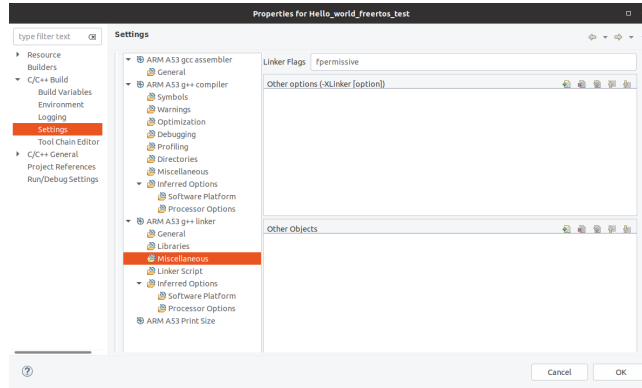 Properties for Hello_world_freertos_test
type filter text
Settings
Resource
Builders
C/C++ Build
Build Variables
Environment
Logging
Settings
Tool Chain Editor
C/C++ General
Project References
Run/Debug Settings
ARM A53 gcc assembler
General
ARM A53 g++ compiler
Symbols
Warnings
Optimization
Debugging
Profiling
Directories
Miscellaneous
Inferred Options
Software Platform
Processor Options
ARM A53 g++ linker
General
Libraries
Miscellaneous
Linker Script
Inferred Options
Software Platform
Processor Options
ARM A53 Print Size
Linker Flags fpermissive
Other options (-XLinker [option])
Other Objects
Cancel
OK